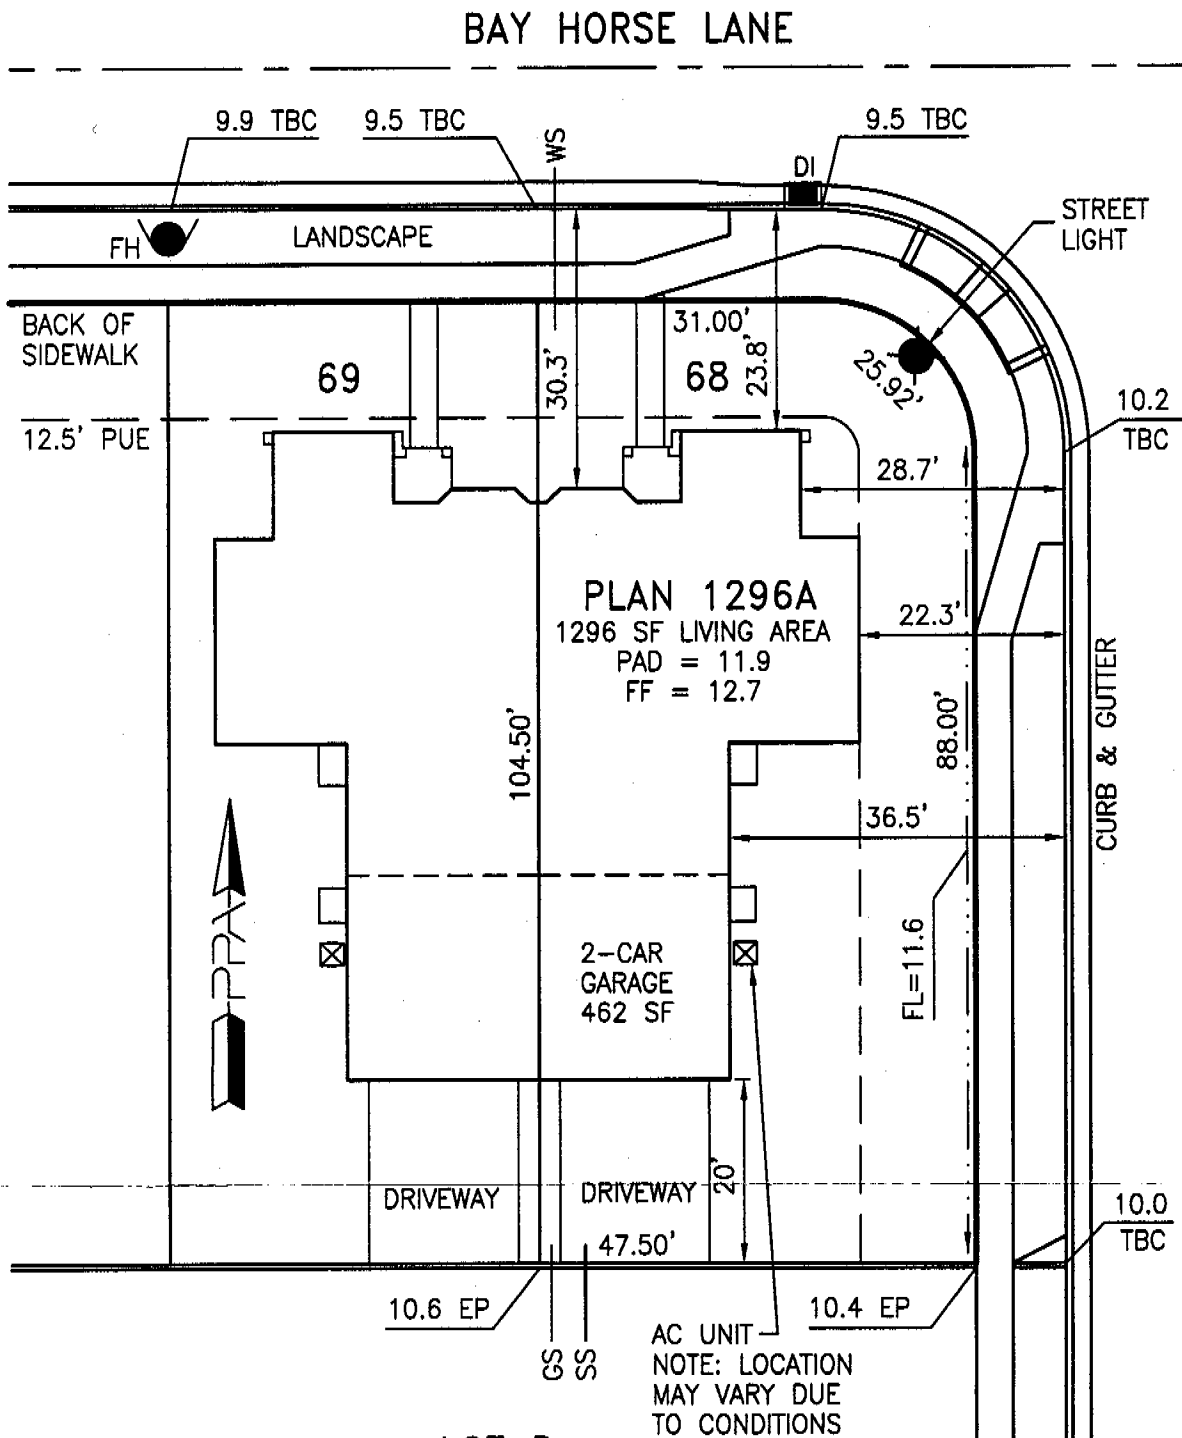 BAY HORSE LANE
9.9 TBC
9.5 TBC
WS
9.5 TBC
DI
STREET
LIGHT
FH
LANDSCAPE
BACK OF
SIDEWALK
31.00'
30.3'
23.8'
25.92'
69
68
10.2
TBC
12.5' PUE
28.7'
PLAN 1296A
1296 SF LIVING AREA
PAD = 11.9
FF = 12.7
22.3'
104.50'
88.00'
CURB & GUTTER
36.5'
PPA
FL=11.6
2-CAR
GARAGE
462 SF
DRIVEWAY
DRIVEWAY
20'
47.50'
10.0
TBC
10.6 EP
10.4 EP
GS
SS
AC UNIT
NOTE: LOCATION
MAY VARY DUE
TO CONDITIONS